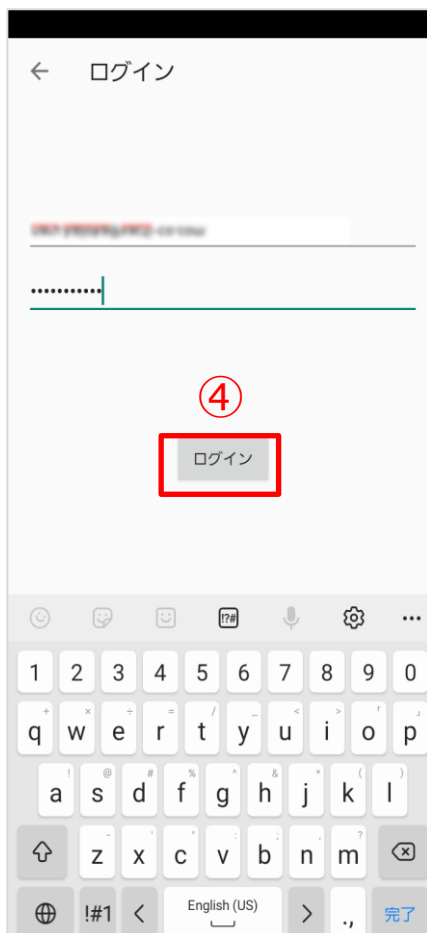 ← ログイン
•••••••••••
④
ログイン
!?#
1 2 3 4 5 6 7 8 9 0
+ × ÷ = / _ < > 「 」
q w e r t y u i o p
! @ # % ^ & * ( )
a s d f g h j k l
- ' " : ; , ?
z x c v b n m
!#1 < English (US) > ., 完了